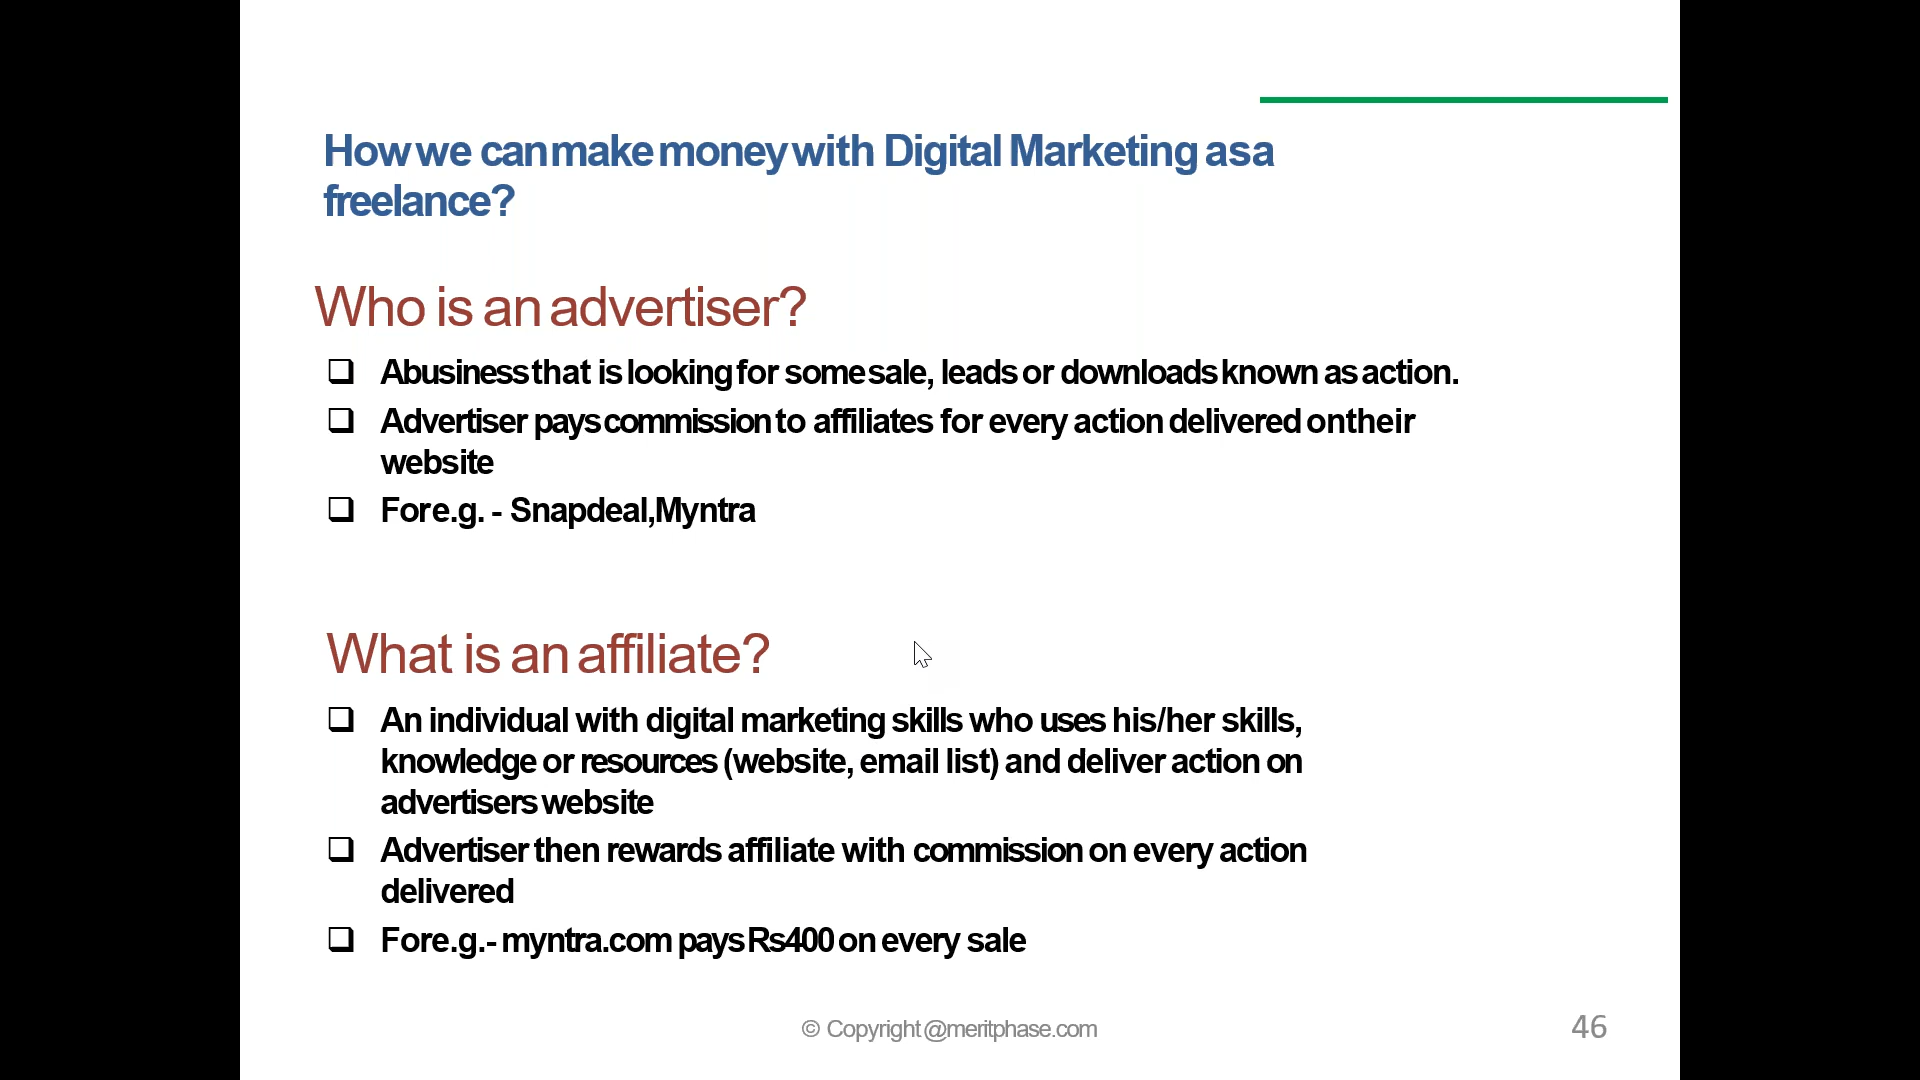 How we can make money with Digital Marketing as a
freelance?
Who is an advertiser?
A business that is looking for some sale, leads or downloads known as action.
Advertiser pays commission to affiliates for every action delivered on their
website
For e.g. - Snapdeal,Myntra
What is an affiliate?
An individual with digital marketing skills who uses his/her skills,
knowledge or resources (website, email list) and deliver action on
advertisers website
Advertiser then rewards affiliate with commission on every action
delivered
For e.g.- myntra.com pays Rs400 on every sale
© Copyright @meritphase.com
46